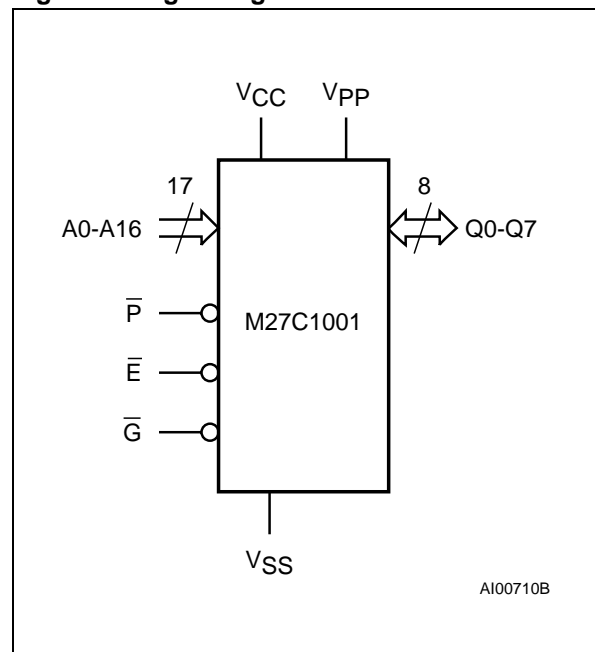 VCC VPP
17 8
A0-A16 Q0-Q7
P̅
M27C1001
E̅
G̅
VSS
AI00710B